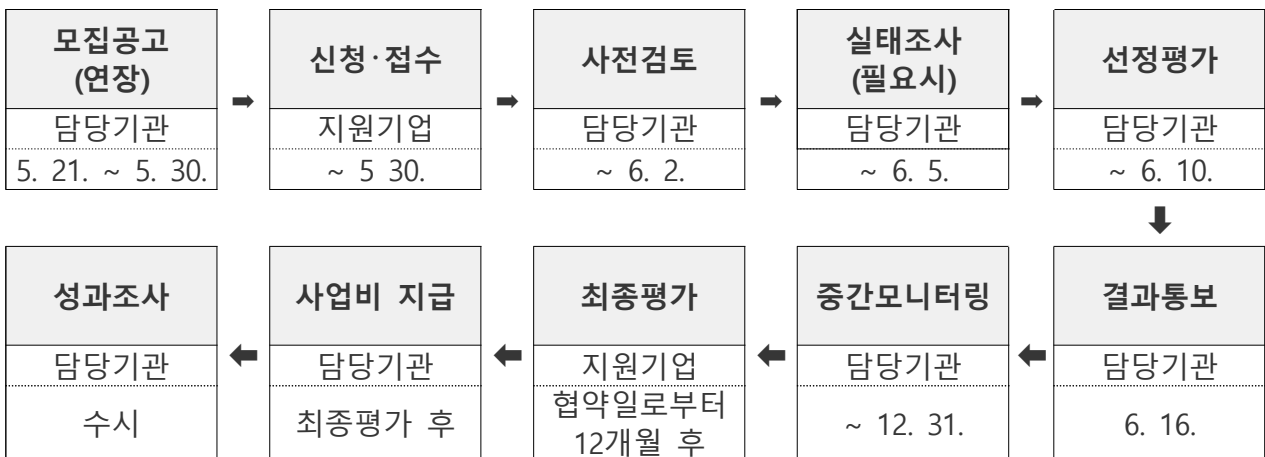 모집공고
(연장)
담당기관
5. 21. ~ 5. 30.
➡
신청·접수
지원기업
~ 5 30.
➡
사전검토
담당기관
~ 6. 2.
➡
실태조사
(필요시)
담당기관
~ 6. 5.
➡
선정평가
담당기관
~ 6. 10.
⬇
결과통보
담당기관
6. 16.
⬅
중간모니터링
담당기관
~ 12. 31.
⬅
최종평가
지원기업
협약일로부터
12개월 후
⬅
사업비 지급
담당기관
최종평가 후
⬅
성과조사
담당기관
수시